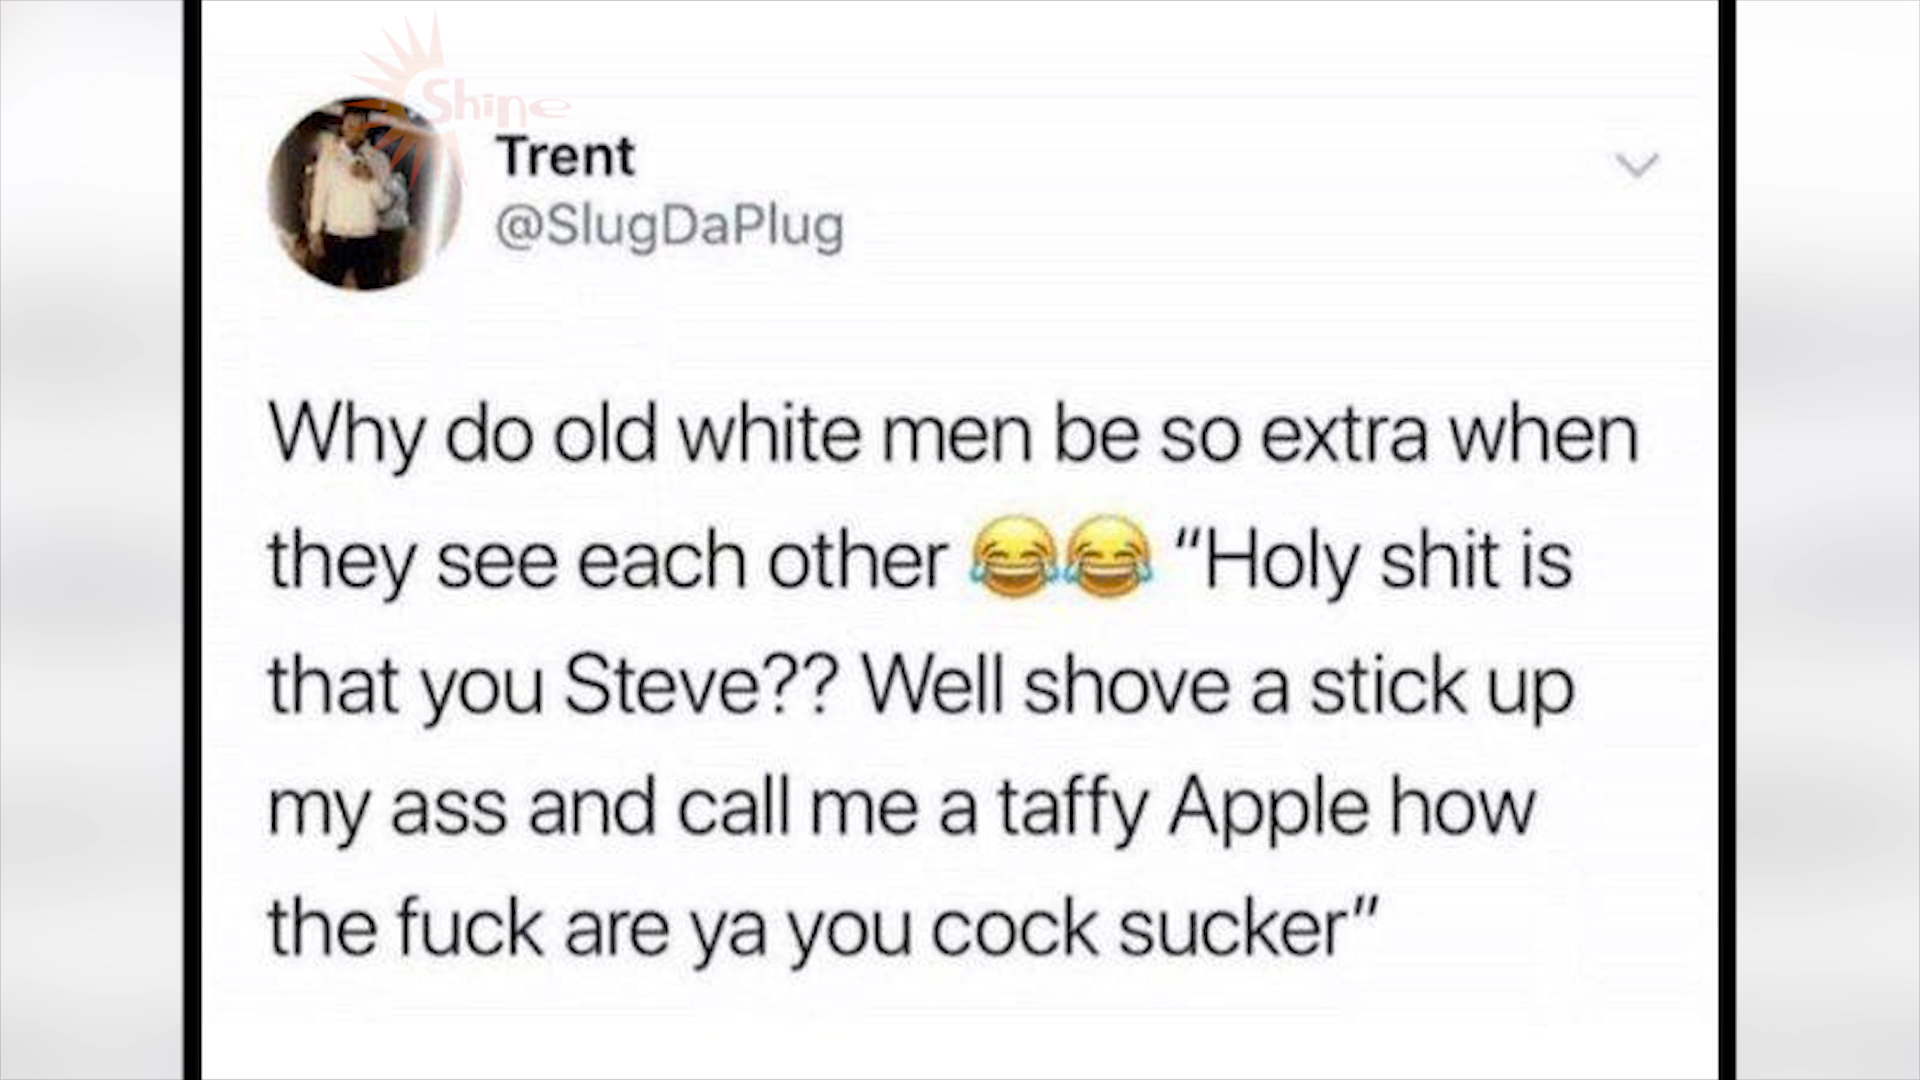 Shine
Trent
@SlugDaPlug
Why do old white men be so extra when
they see each other 😂😂 “Holy shit is
that you Steve?? Well shove a stick up
my ass and call me a taffy Apple how
the fuck are ya you cock sucker”